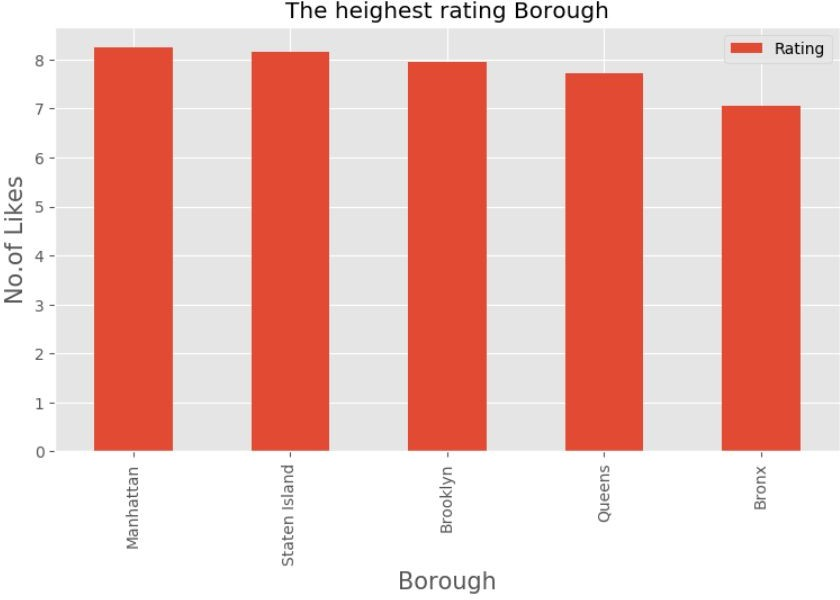 The heighest rating Borough
Rating
No.of Likes
8
7
6
5
4
3
2
1
0
Manhattan
Staten Island
Brooklyn
Queens
Bronx
Borough